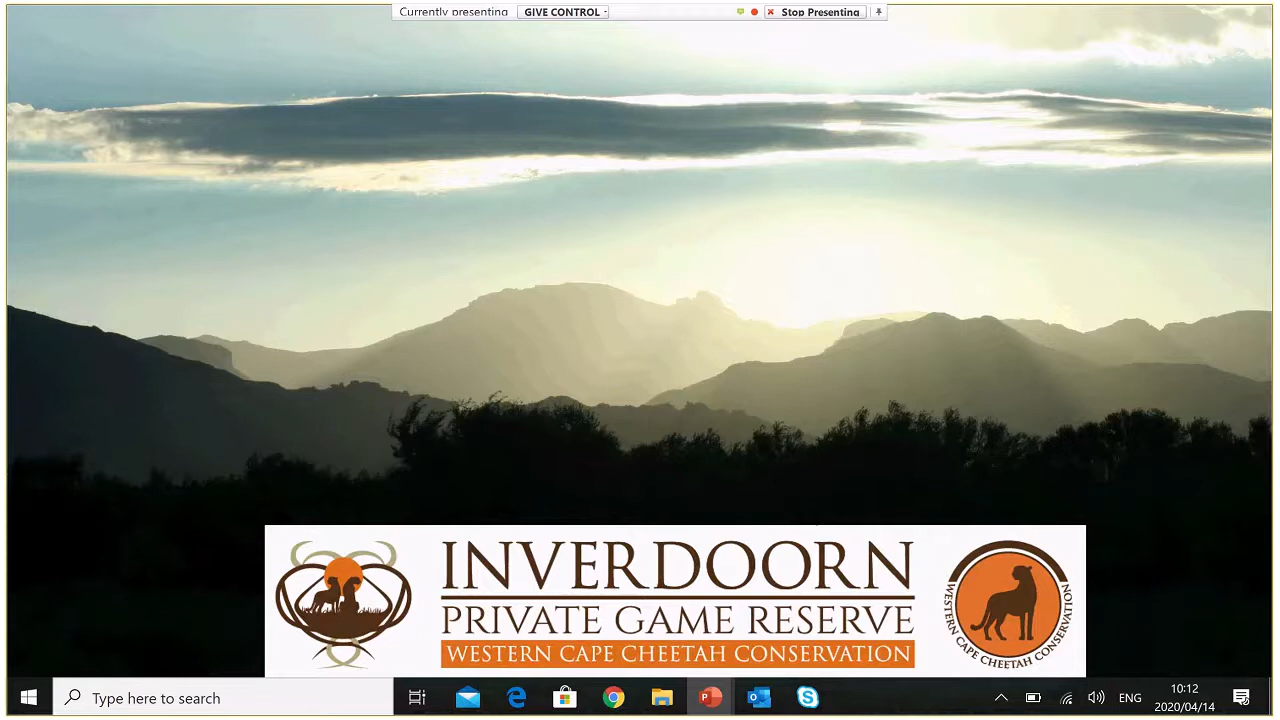 Currently presenting GIVE CONTROL Stop Presenting
INVERDOORN
PRIVATE GAME RESERVE
WESTERN CAPE CHEETAH CONSERVATION
WESTERN CAPE CHEETAH CONSERVATION
Type here to search
ENG
10:12
2020/04/14